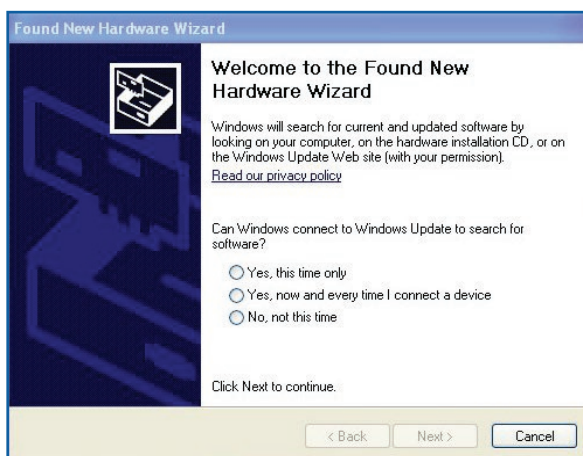 Found New Hardware Wizard
Welcome to the Found New
Hardware Wizard
Windows will search for current and updated software by
looking on your computer, on the hardware installation CD, or on
the Windows Update Web site (with your permission).
Read our privacy policy
Can Windows connect to Windows Update to search for
software?
Yes, this time only
Yes, now and every time I connect a device
No, not this time
Click Next to continue.
< Back
Next >
Cancel